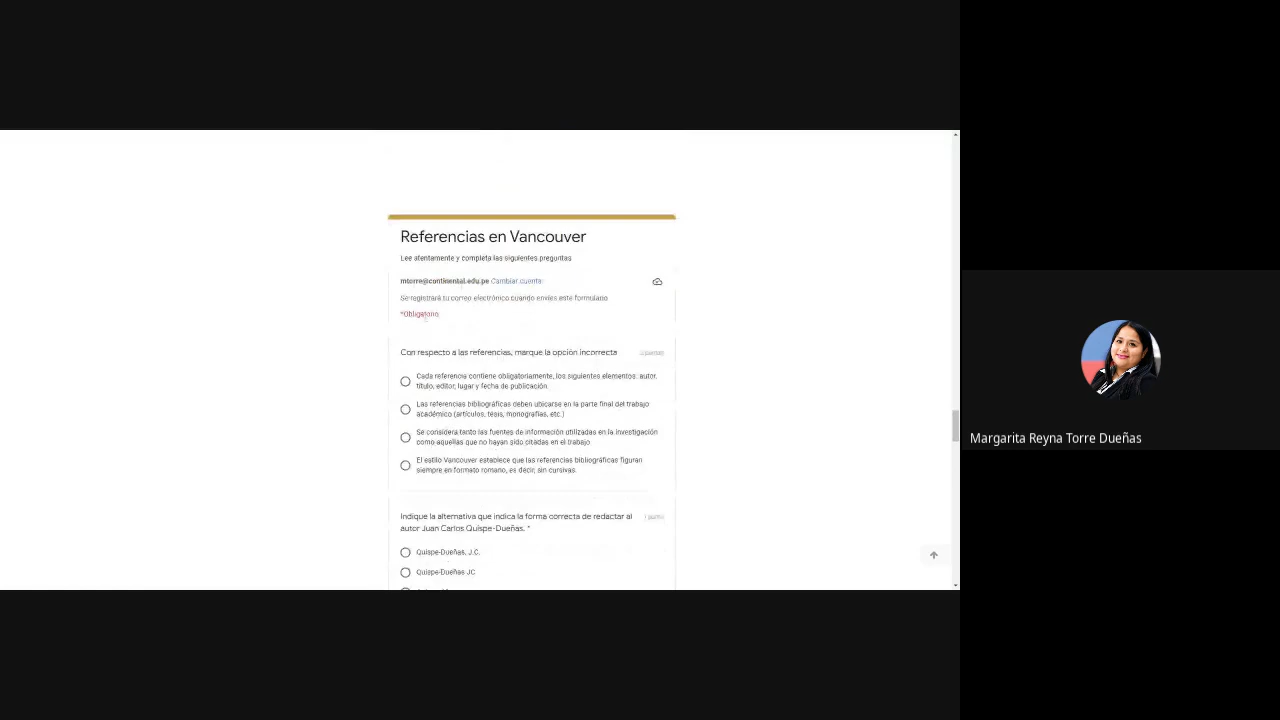 Referencias en Vancouver
Lee atentamente y completa las siguientes preguntas
mtorre@continental.edu.pe Cambiar cuenta
Se registrará tu correo electrónico cuando envíes este formulario
*Obligatorio
Con respecto a las referencias, marque la opción incorrecta
Cada referencia contiene obligatoriamente, los siguientes elementos: autor,
título, editor, lugar y fecha de publicación
Las referencias bibliográficas deben ubicarse en la parte final del trabajo
académico (artículos, tesis, monografías, etc.)
Se considera tanto las fuentes de información utilizadas en la investigación
como aquellas que no hayan sido citadas en el trabajo
El estilo Vancouver establece que las referencias bibliográficas figuran
siempre en formato romano, es decir, sin cursivas.
Indique la alternativa que indica la forma correcta de redactar al
autor Juan Carlos Quispe-Dueñas. *
Quispe-Dueñas, J.C.
Quispe-Dueñas JC
Margarita Reyna Torre Dueñas